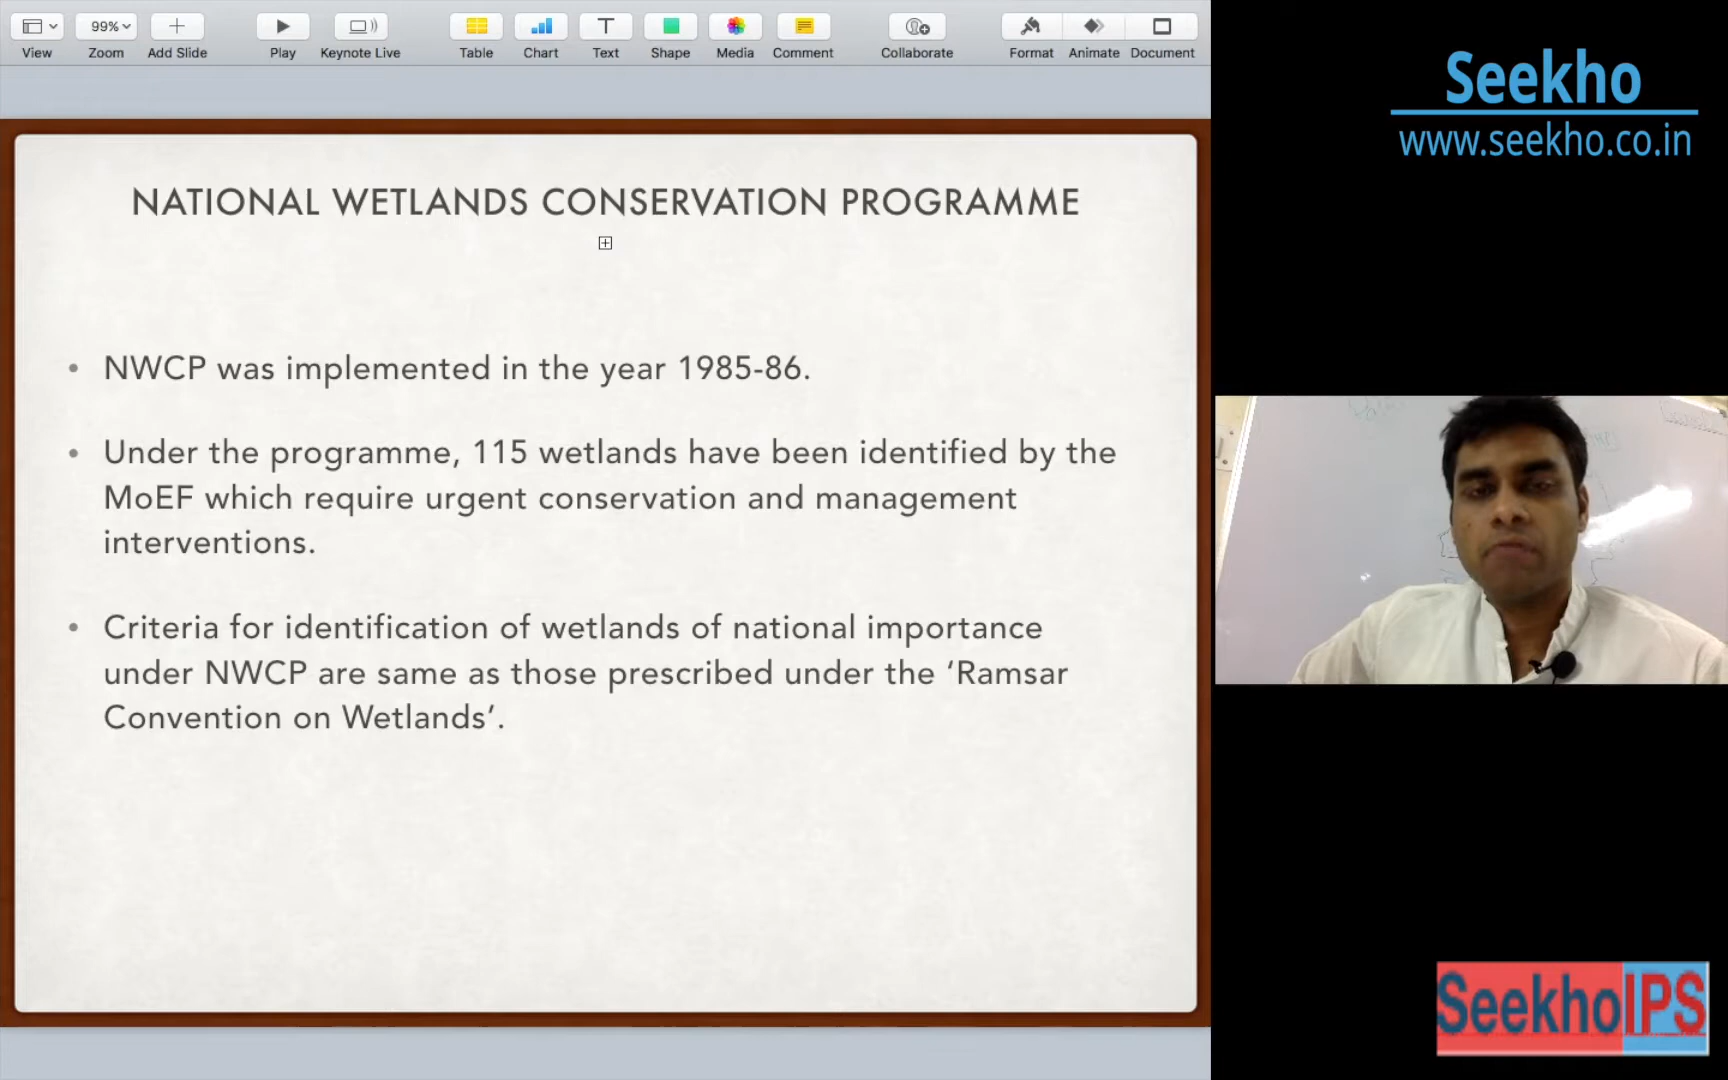 View
99%
Zoom
Add Slide
Play
Keynote Live
Table
Chart
T
Text
Shape
Media
Comment
Collaborate
Format
Animate
Document
Seekho
www.seekho.co.in
NATIONAL WETLANDS CONSERVATION PROGRAMME
• NWCP was implemented in the year 1985-86.
• Under the programme, 115 wetlands have been identified by the
MoEF which require urgent conservation and management
interventions.
• Criteria for identification of wetlands of national importance
under NWCP are same as those prescribed under the ‘Ramsar
Convention on Wetlands’.
SeekhoIPS